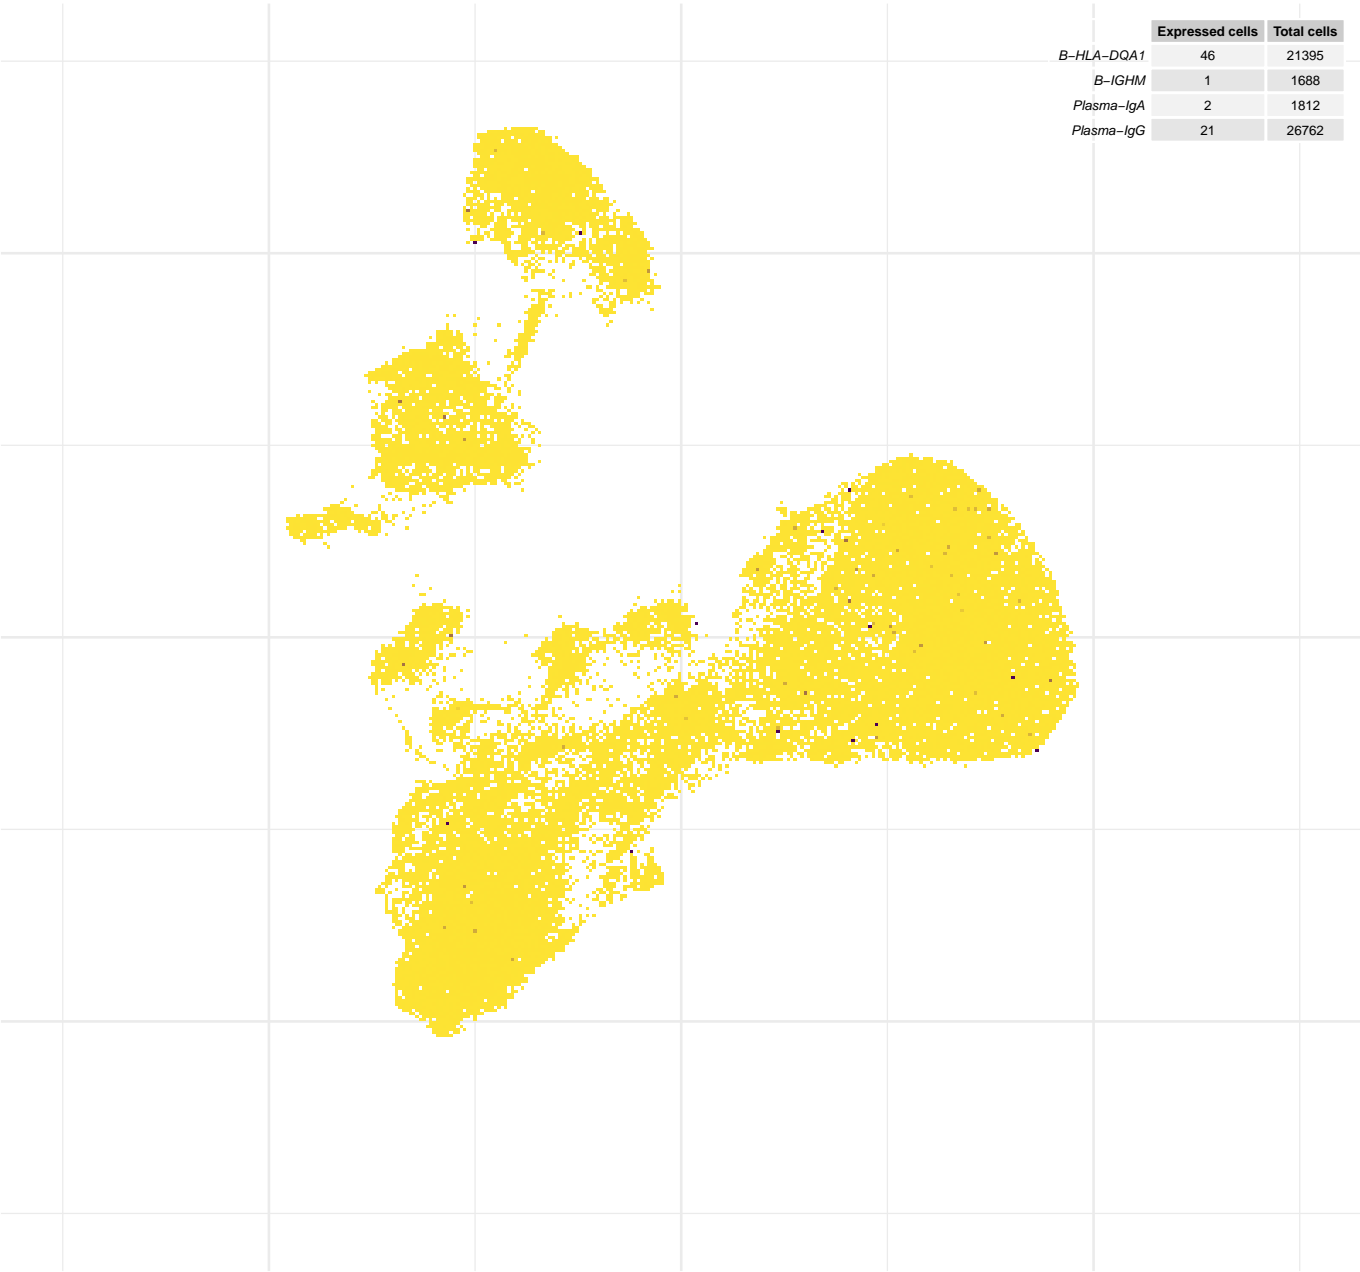 Expressed cells Total cells
B−HLA−DQA1 46 21395
B−IGHM 1 1688
Plasma−IgA 2 1812
Plasma−IgG 21 26762